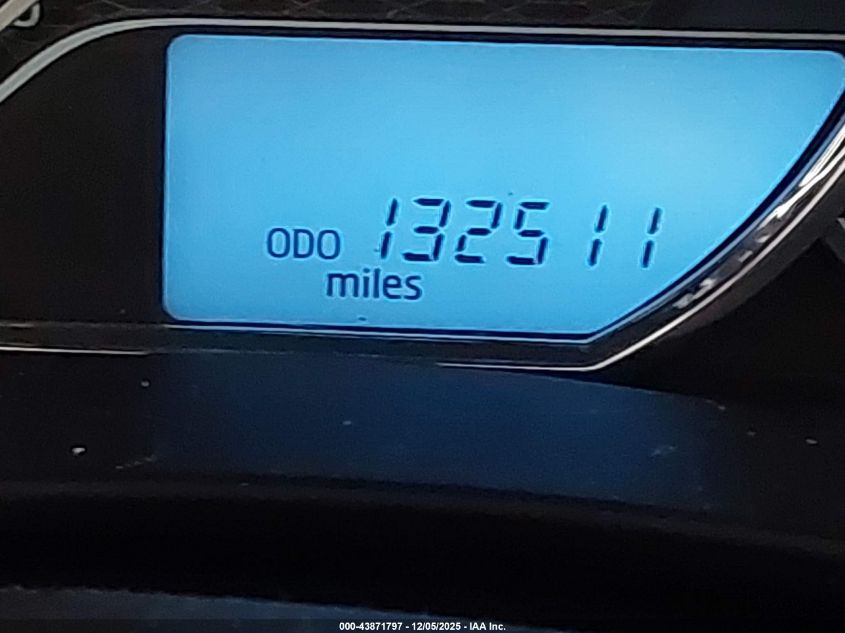 ODO 132511
miles
000-43871797 - 12/05/2025 - IAA Inc.